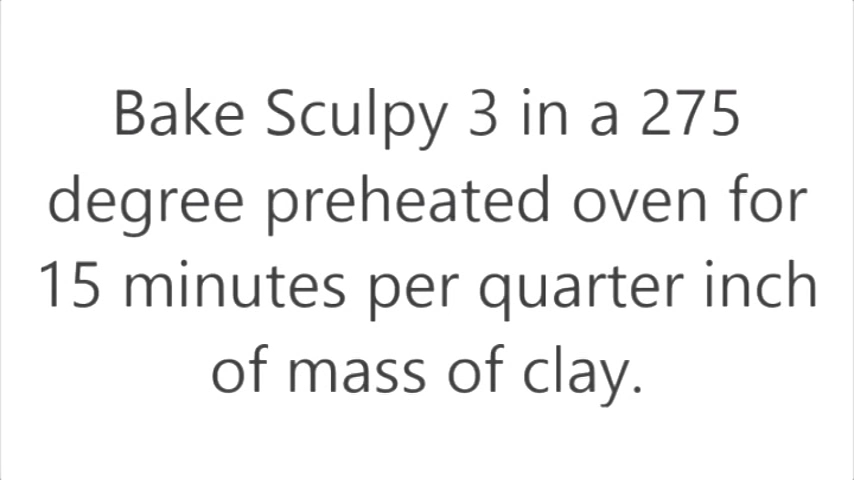 Bake Sculpy 3 in a 275
degree preheated oven for
15 minutes per quarter inch
of mass of clay.